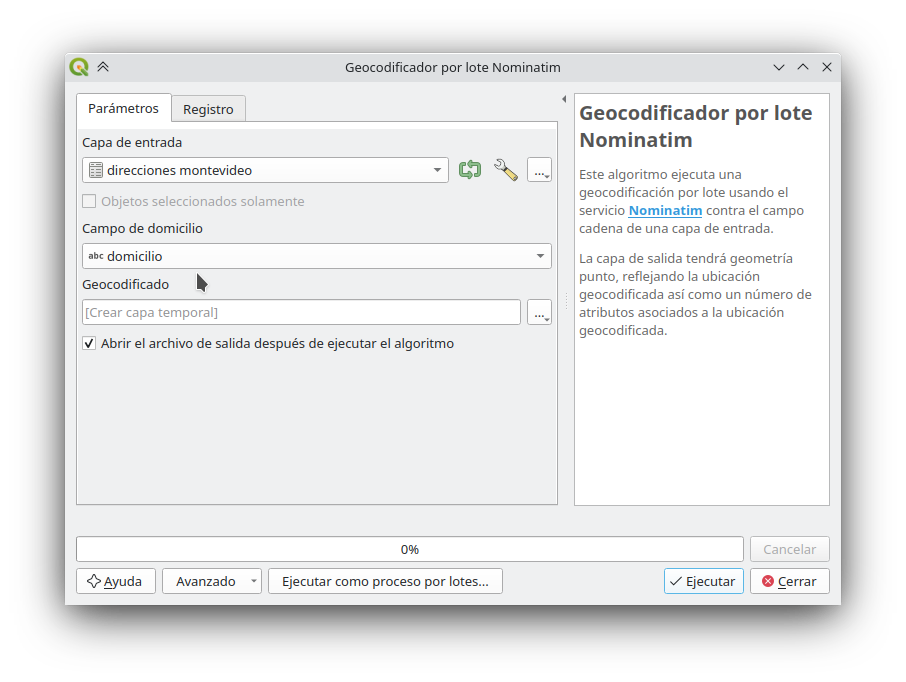 Geocodificador por lote Nominatim
Parámetros
Registro
Capa de entrada
direcciones montevideo
...
Objetos seleccionados solamente
Campo de domicilio
abc domicilio
Geocodificado
[Crear capa temporal]
...
Abrir el archivo de salida después de ejecutar el algoritmo
Geocodificador por lote
Nominatim
Este algoritmo ejecuta una
geocodificación por lote usando el
servicio Nominatim contra el campo
cadena de una capa de entrada.
La capa de salida tendrá geometría
punto, reflejando la ubicación
geocodificada así como un número de
atributos asociados a la ubicación
geocodificada.
0%
Cancelar
Ayuda
Avanzado
Ejecutar como proceso por lotes...
Ejecutar
Cerrar